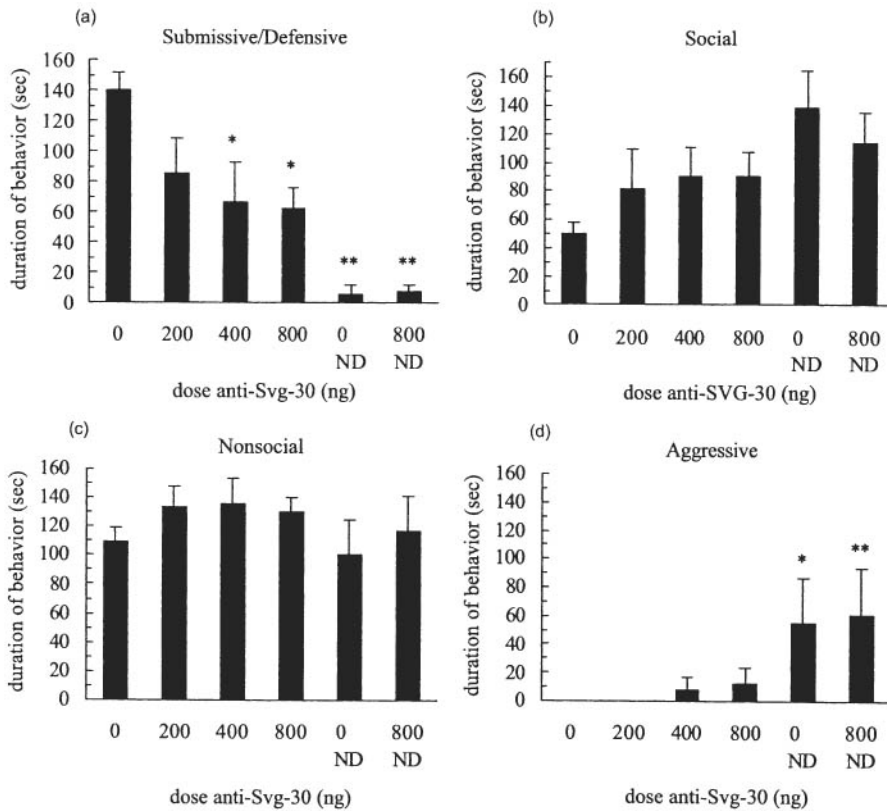 (a)
Submissive/Defensive
duration of behavior (sec)
160
140
120
100
80
60
40
20
0
*
*
**
**
0 200 400 800 0 800
ND ND
dose anti-Svg-30 (ng)
(b)
Social
duration of behavior (sec)
160
140
120
100
80
60
40
20
0
0 200 400 800 0 800
ND ND
dose anti-SVG-30 (ng)
(c)
Nonsocial
duration of behavior (sec)
160
140
120
100
80
60
40
20
0
0 200 400 800 0 800
ND ND
dose anti-Svg-30 (ng)
(d)
Aggressive
duration of behavior (sec)
160
140
120
100
80
60
40
20
0
*
**
0 200 400 800 0 800
ND ND
dose anti-Svg-30 (ng)